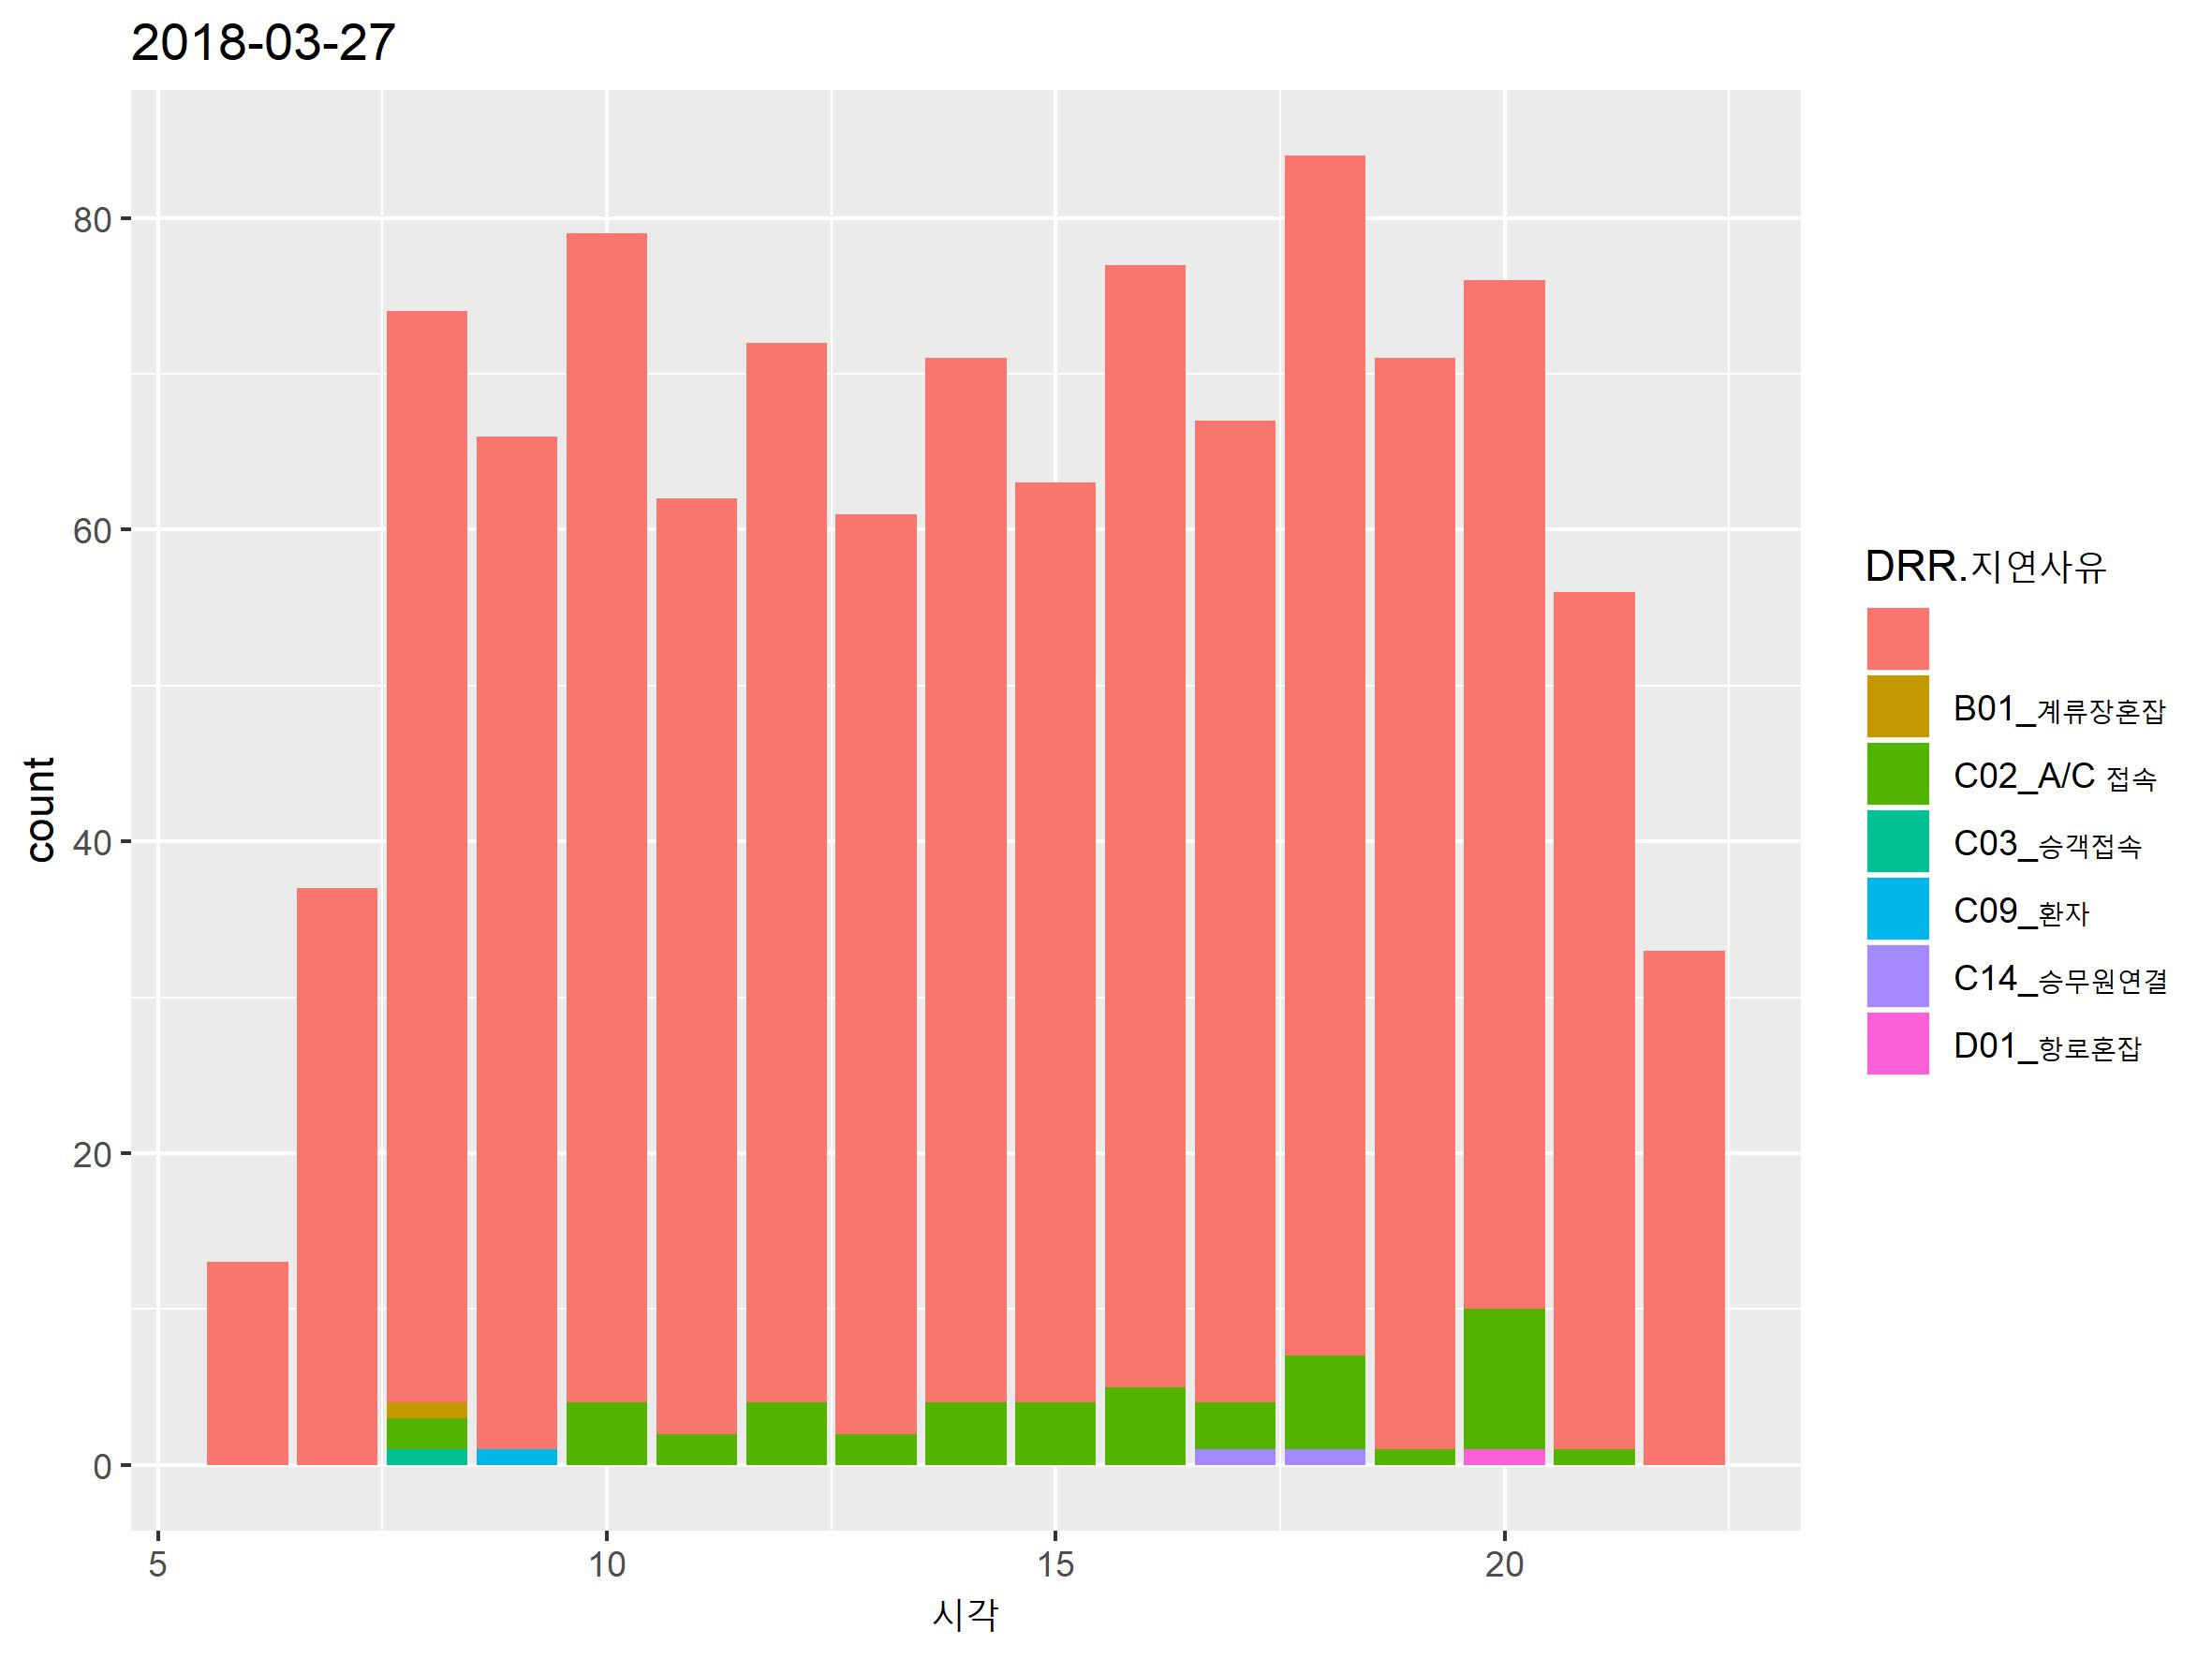 2018-03-27
80
60
40
20
0
count
5 10 15 20
시각
DRR.지연사유
B01_계류장혼잡
C02_A/C 접속
C03_승객접속
C09_환자
C14_승무원연결
D01_항로혼잡